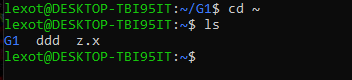 lexot@DESKTOP-TBI95IT:~/G1$ cd ~
lexot@DESKTOP-TBI95IT:~$ ls
G1  ddd  z.x
lexot@DESKTOP-TBI95IT:~$